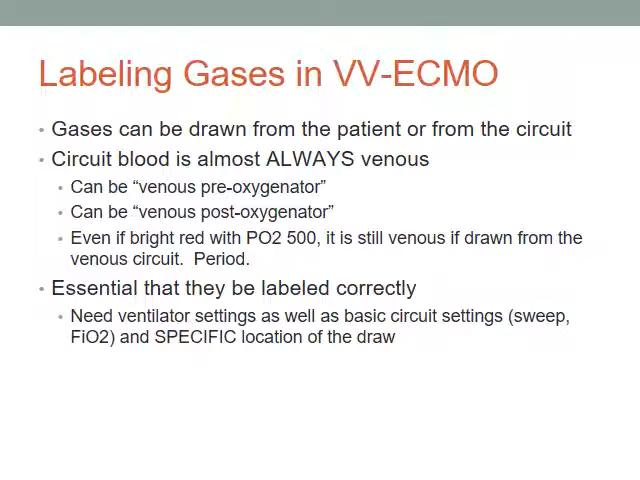 Labeling Gases in VV-ECMO
• Gases can be drawn from the patient or from the circuit
• Circuit blood is almost ALWAYS venous
• Can be “venous pre-oxygenator”
• Can be “venous post-oxygenator”
• Even if bright red with PO2 500, it is still venous if drawn from the
venous circuit.  Period.
• Essential that they be labeled correctly
• Need ventilator settings as well as basic circuit settings (sweep,
FiO2) and SPECIFIC location of the draw